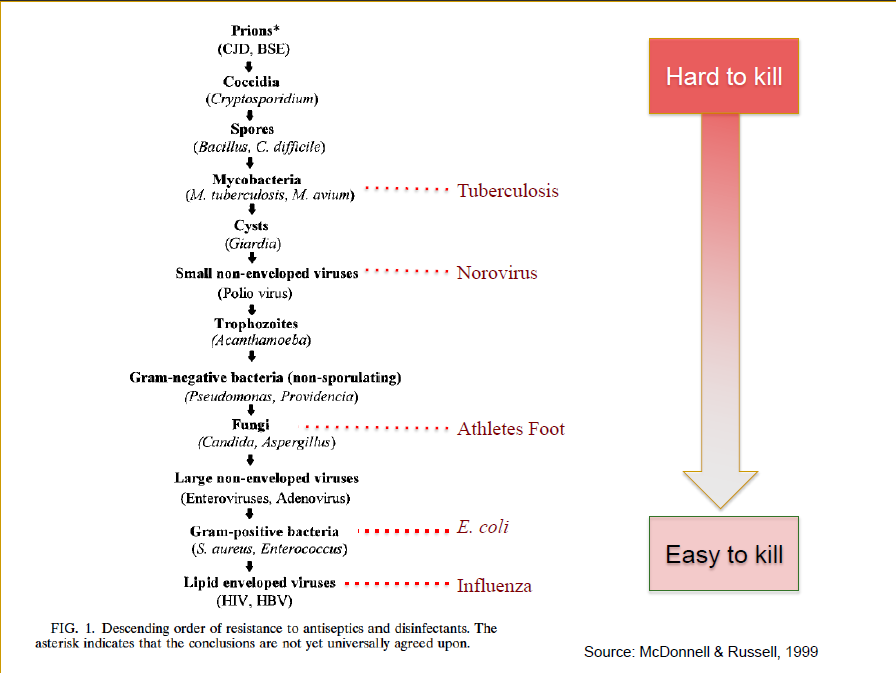 Prions*
(CJD, BSE)
Coccidia
(Cryptosporidium)
Spores
(Bacillus, C. difficile)
Mycobacteria
(M. tuberculosis, M. avium)
Tuberculosis
Cysts
(Giardia)
Small non-enveloped viruses
Norovirus
(Polio virus)
Trophozoites
(Acanthamoeba)
Gram-negative bacteria (non-sporulating)
(Pseudomonas, Providencia)
Fungi
Athletes Foot
(Candida, Aspergillus)
Large non-enveloped viruses
(Enteroviruses, Adenovirus)
Gram-positive bacteria
E. coli
(S. aureus, Enterococcus)
Lipid enveloped viruses
Influenza
(HIV, HBV)
FIG. 1. Descending order of resistance to antiseptics and disinfectants. The
asterisk indicates that the conclusions are not yet universally agreed upon.
Hard to kill
Easy to kill
Source: McDonnell & Russell, 1999